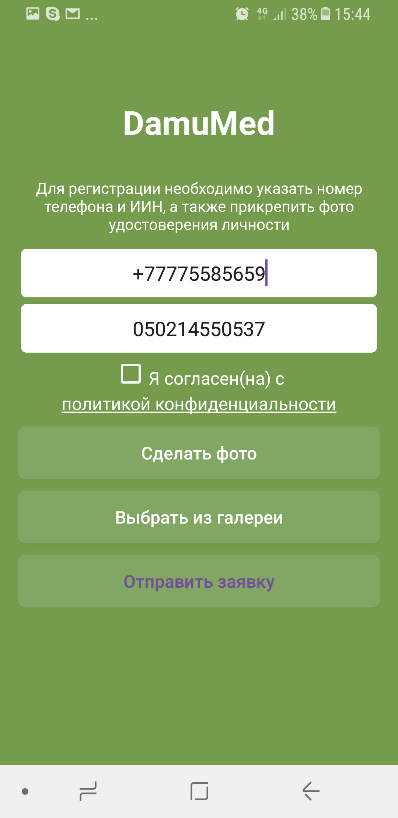 ... 4G 38% 15:44
DamuMed
Для регистрации необходимо указать номер
телефона и ИИН, а также прикрепить фото
удостоверения личности
+77775585659
050214550537
Я согласен(на) с
политикой конфиденциальности
Сделать фото
Выбрать из галереи
Отправить заявку